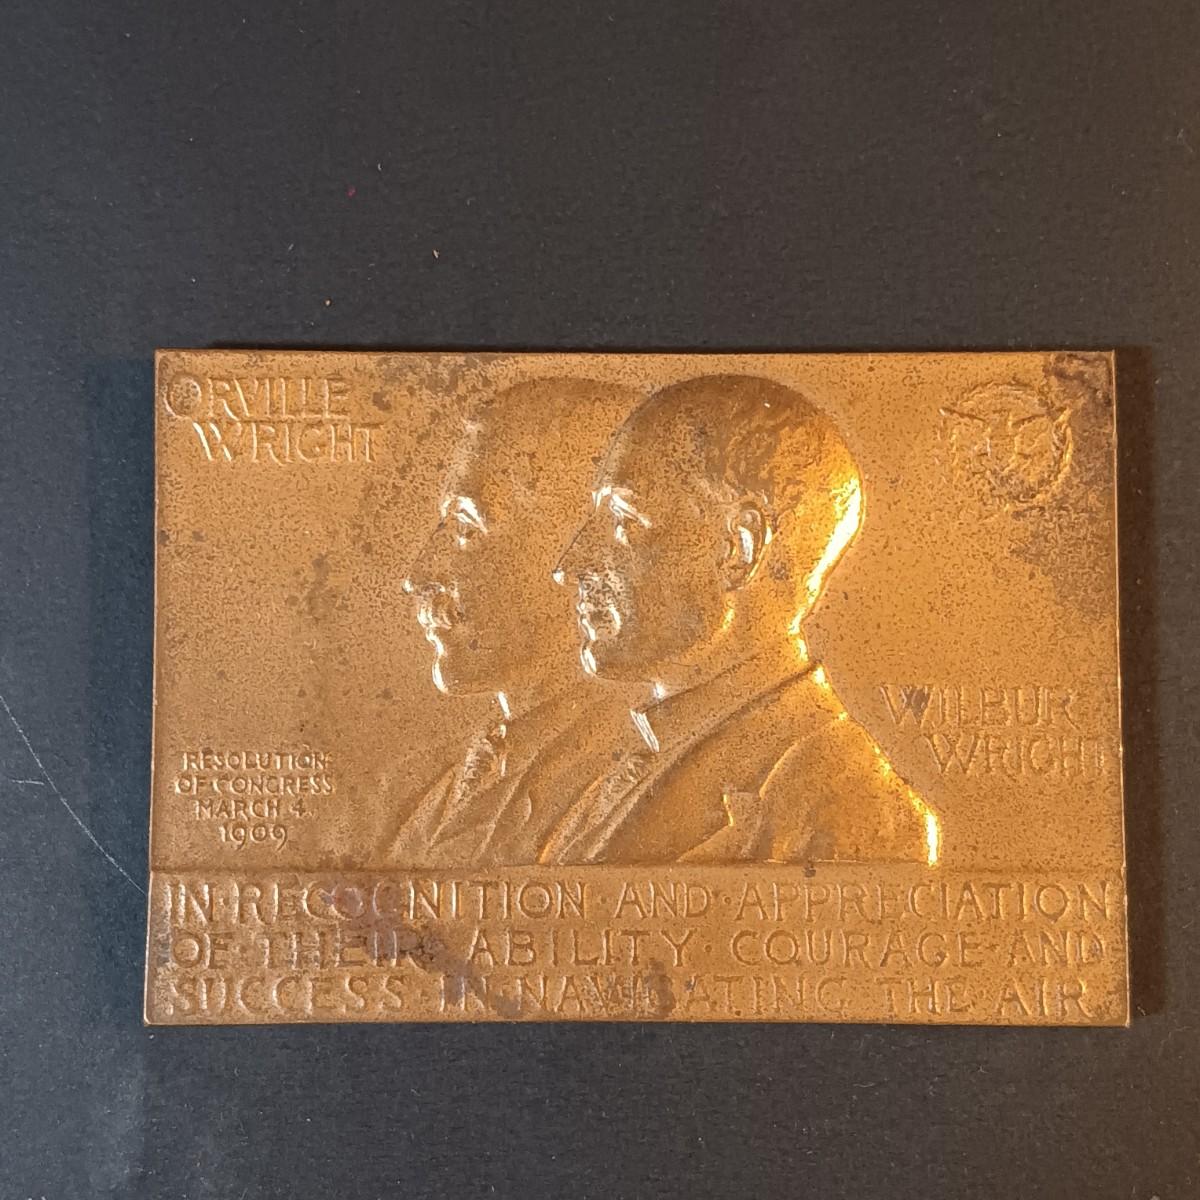 ORVILLE
WRIGHT
WILBUR
WRIGHT
RESOLUTION
OF CONGRESS
MARCH 4.
1909
IN·RECOGNITION·AND·APPRECIATION
OF·THEIR·ABILITY·COURAGE·AND
SUCCESS·IN·NAVIGATING THE AIR